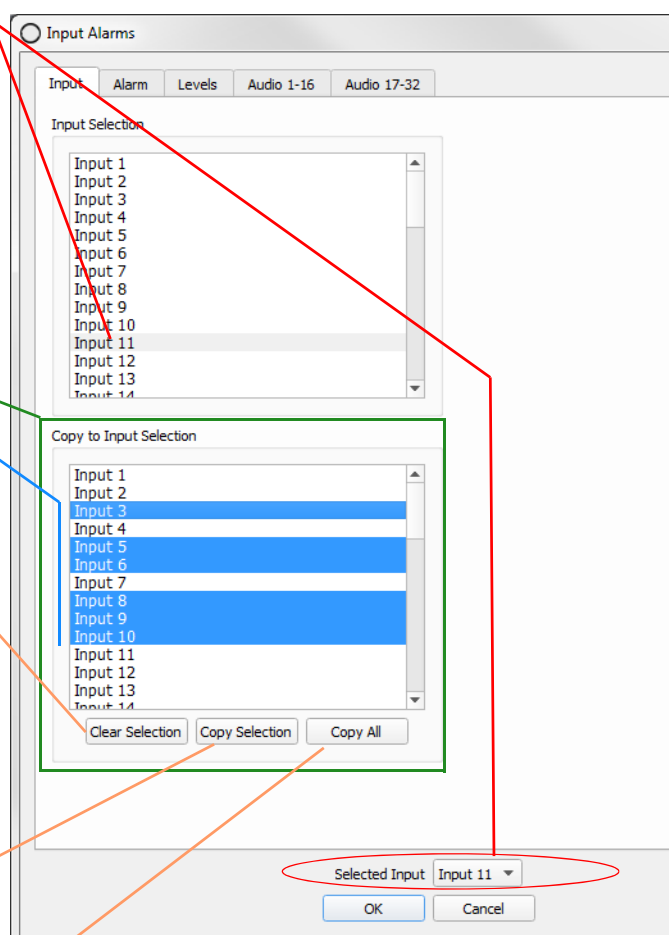 Input Alarms
Input Alarm Levels Audio 1-16 Audio 17-32
Input Selection
Input 1
Input 2
Input 3
Input 4
Input 5
Input 6
Input 7
Input 8
Input 9
Input 10
Input 11
Input 12
Input 13
Input 14
Copy to Input Selection
Input 1
Input 2
Input 3
Input 4
Input 5
Input 6
Input 7
Input 8
Input 9
Input 10
Input 11
Input 12
Input 13
Input 14
Clear Selection Copy Selection Copy All
Selected Input Input 11
OK Cancel